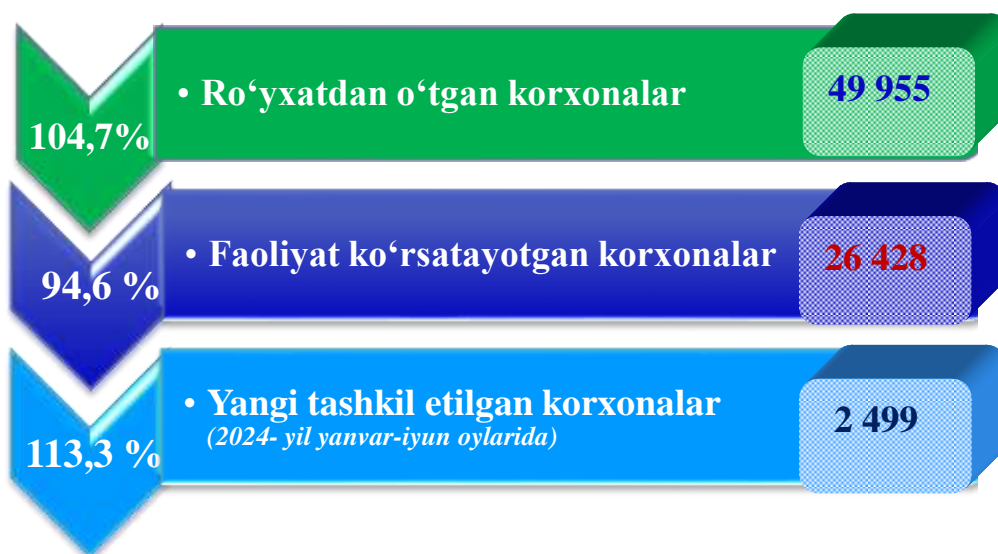 • Ro‘yxatdan o‘tgan korxonalar
49 955
104,7%
• Faoliyat ko‘rsatayotgan korxonalar
26 428
94,6 %
• Yangi tashkil etilgan korxonalar
(2024- yil yanvar-iyun oylarida)
2 499
113,3 %